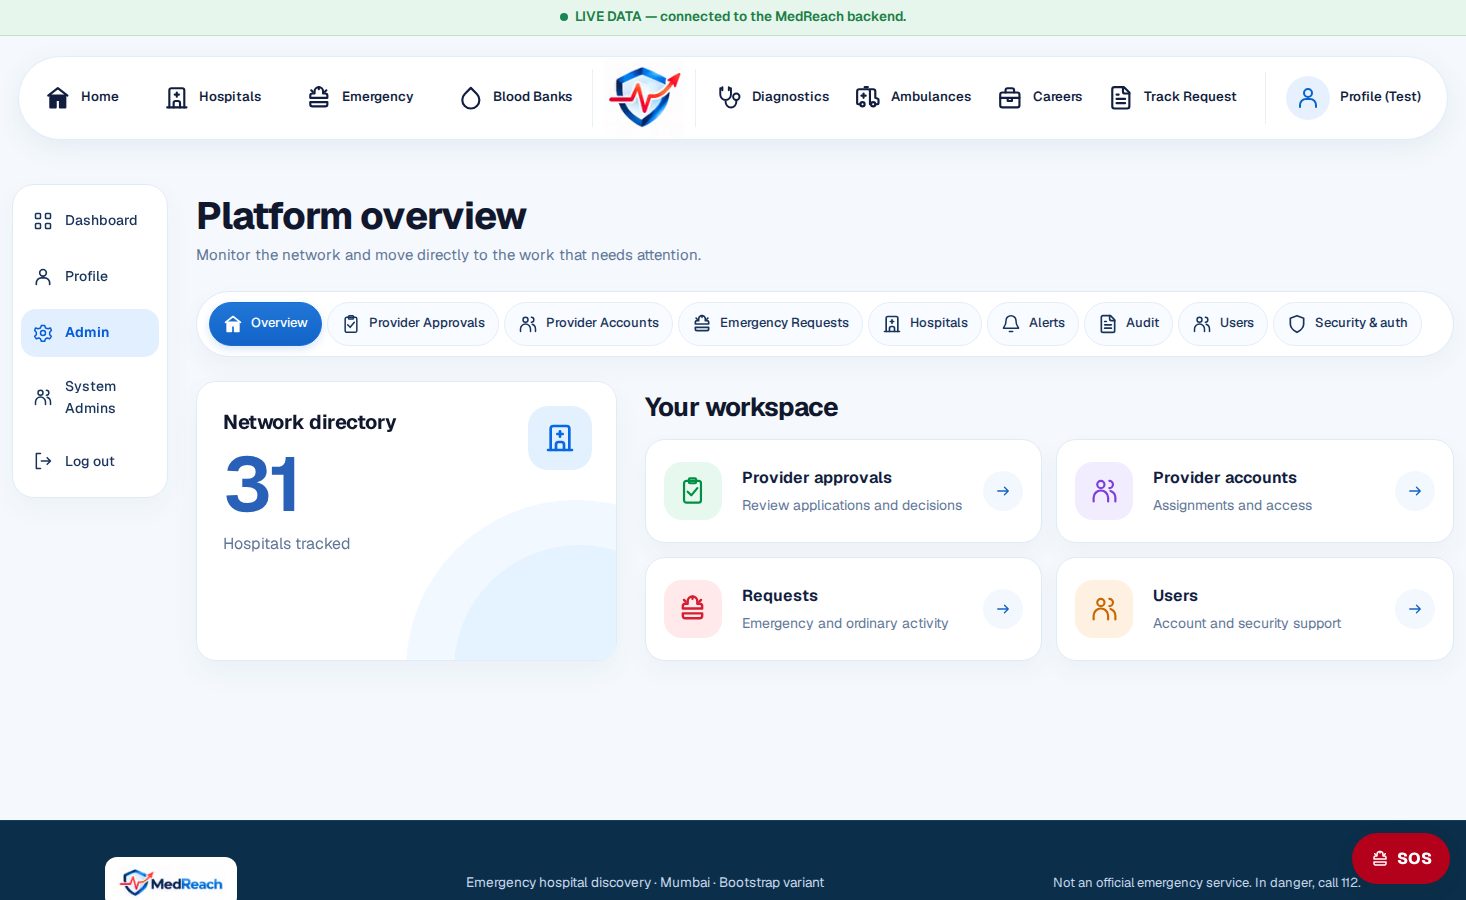 LIVE DATA — connected to the MedReach backend.
Home
Hospitals
Emergency
Blood Banks
Diagnostics
Ambulances
Careers
Track Request
Profile (Test)
Dashboard
Profile
Admin
System
Admins
Log out
Platform overview
Monitor the network and move directly to the work that needs attention.
Overview
Provider Approvals
Provider Accounts
Emergency Requests
Hospitals
Alerts
Audit
Users
Security & auth
Network directory
31
Hospitals tracked
Your workspace
Provider approvals
Review applications and decisions
Provider accounts
Assignments and access
Requests
Emergency and ordinary activity
Users
Account and security support
MedReach
Emergency hospital discovery · Mumbai · Bootstrap variant
Not an official emergency service. In danger, call 112.
SOS